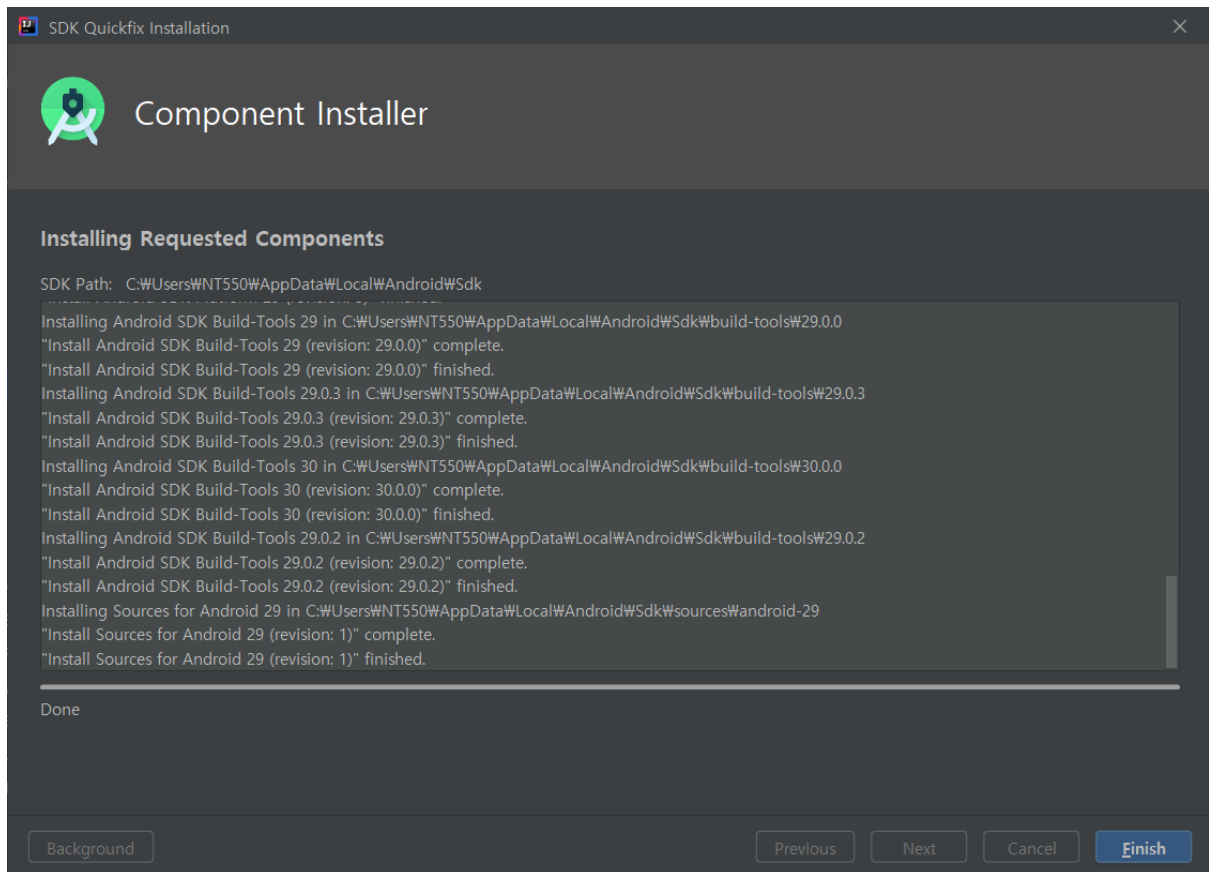 SDK Quickfix Installation
Component Installer
Installing Requested Components
SDK Path: C:₩Users₩NT550₩AppData₩Local₩Android₩Sdk
Installing Android SDK Build-Tools 29 in C:₩Users₩NT550₩AppData₩Local₩Android₩Sdk₩build-tools₩29.0.0
"Install Android SDK Build-Tools 29 (revision: 29.0.0)" complete.
"Install Android SDK Build-Tools 29 (revision: 29.0.0)" finished.
Installing Android SDK Build-Tools 29.0.3 in C:₩Users₩NT550₩AppData₩Local₩Android₩Sdk₩build-tools₩29.0.3
"Install Android SDK Build-Tools 29.0.3 (revision: 29.0.3)" complete.
"Install Android SDK Build-Tools 29.0.3 (revision: 29.0.3)" finished.
Installing Android SDK Build-Tools 30 in C:₩Users₩NT550₩AppData₩Local₩Android₩Sdk₩build-tools₩30.0.0
"Install Android SDK Build-Tools 30 (revision: 30.0.0)" complete.
"Install Android SDK Build-Tools 30 (revision: 30.0.0)" finished.
Installing Android SDK Build-Tools 29.0.2 in C:₩Users₩NT550₩AppData₩Local₩Android₩Sdk₩build-tools₩29.0.2
"Install Android SDK Build-Tools 29.0.2 (revision: 29.0.2)" complete.
"Install Android SDK Build-Tools 29.0.2 (revision: 29.0.2)" finished.
Installing Sources for Android 29 in C:₩Users₩NT550₩AppData₩Local₩Android₩Sdk₩sources₩android-29
"Install Sources for Android 29 (revision: 1)" complete.
"Install Sources for Android 29 (revision: 1)" finished.
Done
Background Previous Next Cancel Finish